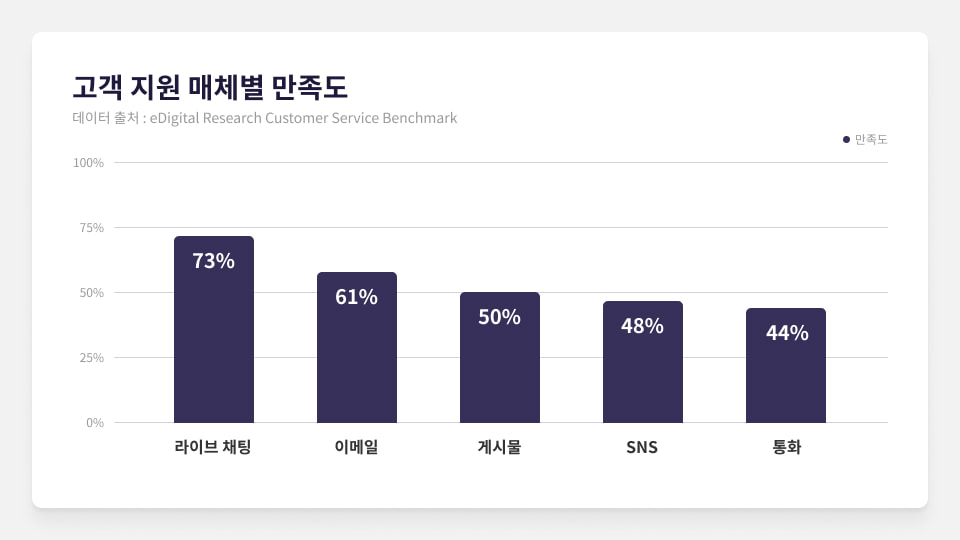 고객 지원 매체별 만족도
데이터 출처 : eDigital Research Customer Service Benchmark
만족도
100%
75%
50%
25%
0%
73%
61%
50%
48%
44%
라이브 채팅
이메일
게시물
SNS
통화